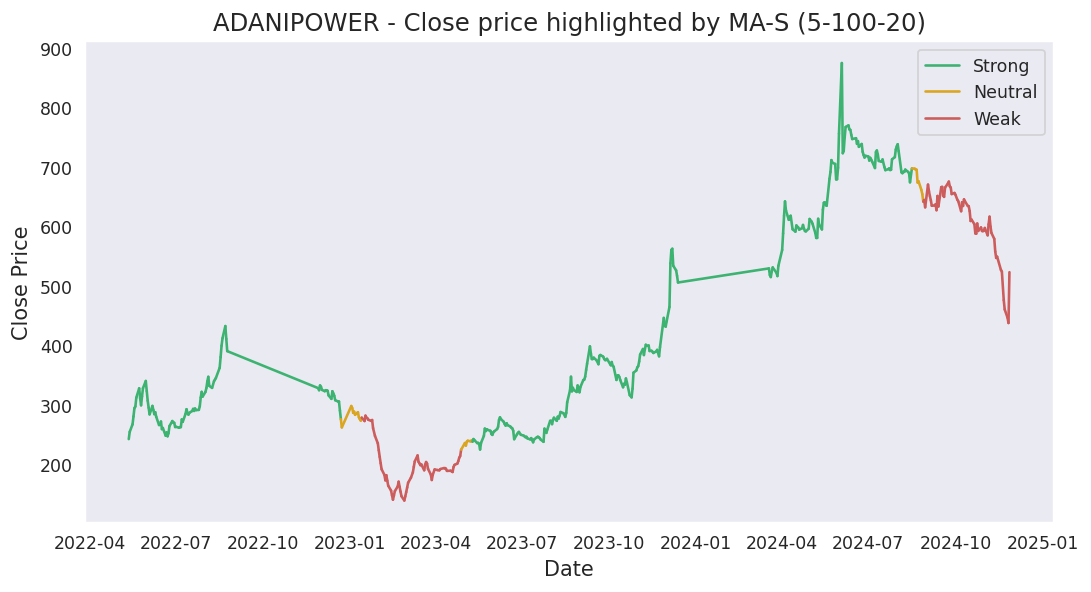 ADANIPOWER - Close price highlighted by MA-S (5-100-20)
Strong
Neutral
Weak
Close Price
900
800
700
600
500
400
300
200
2022-04 2022-07 2022-10 2023-01 2023-04 2023-07 2023-10 2024-01 2024-04 2024-07 2024-10 2025-01
Date